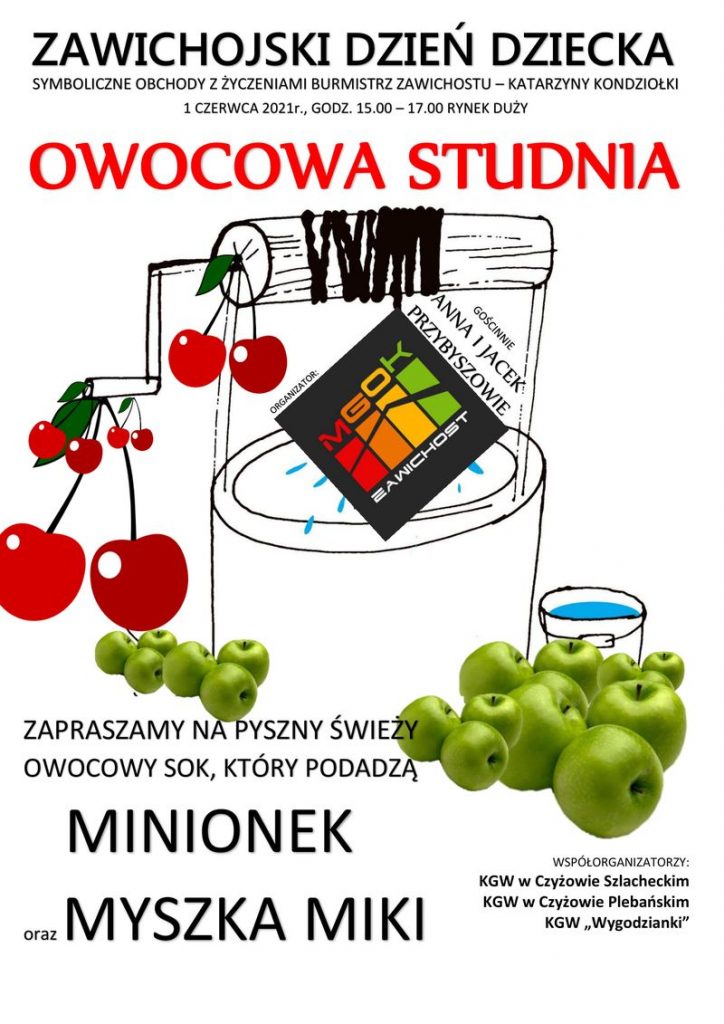 ZAWICHOJSKI DZIEŃ DZIECKA
SYMBOLICZNE OBCHODY Z ŻYCZENIAMI BURMISTRZ ZAWICHOSTU – KATARZYNY KONDZIOŁKI
1 CZERWCA 2021r., GODZ. 15.00 – 17.00 RYNEK DUŻY
OWOCOWA STUDNIA
GOŚCINNIE
ANNA I JACEK
PRZYBYSZOWIE
ORGANIZATOR:
MGOK
ZAWICHOST
ZAPRASZAMY NA PYSZNY ŚWIEŻY
OWOCOWY SOK, KTÓRY PODADZĄ
MINIONEK
oraz MYSZKA MIKI
WSPÓŁORGANIZATORZY:
KGW w Czyżowie Szlacheckim
KGW w Czyżowie Plebańskim
KGW „Wygodzianki”